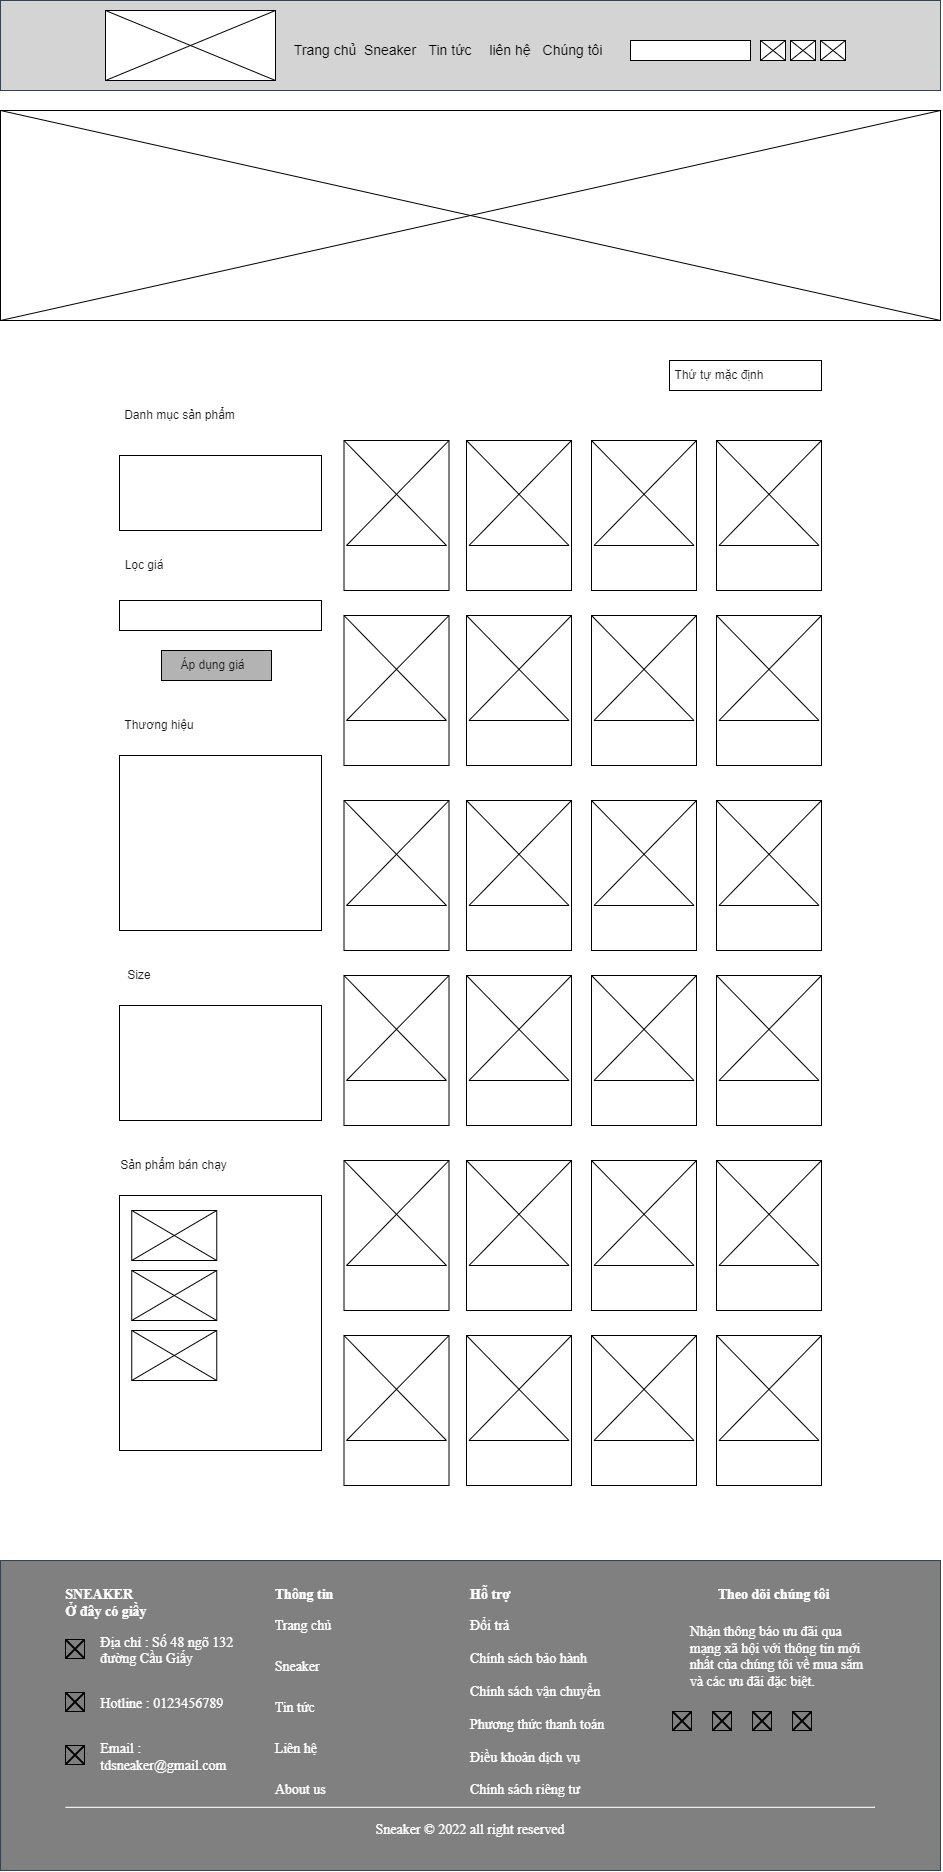 Trang chủ Sneaker Tin tức liên hệ Chúng tôi
Thứ tự mặc định
Danh mục sản phẩm
Lọc giá
Áp dụng giá
Thương hiệu
Size
Sản phẩm bán chạy
SNEAKER
Ở đây có giầy
Địa chỉ : Số 48 ngõ 132
đường Cầu Giấy
Hotline : 0123456789
Email :
tdsneaker@gmail.com
Thông tin
Trang chủ
Sneaker
Tin tức
Liên hệ
About us
Hỗ trợ
Đổi trả
Chính sách bảo hành
Chính sách vận chuyển
Phương thức thanh toán
Điều khoản dịch vụ
Chính sách riêng tư
Theo dõi chúng tôi
Nhận thông báo ưu đãi qua
mạng xã hội với thông tin mới
nhất của chúng tôi về mua sắm
và các ưu đãi đặc biệt.
Sneaker © 2022 all right reserved